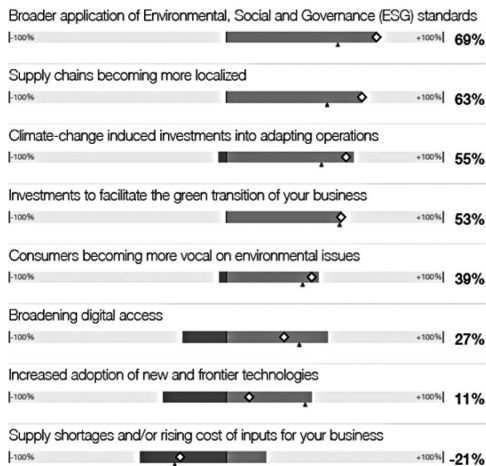 Broader application of Environmental, Social and Governance (ESG) standards
-100% +100% 69%
Supply chains becoming more localized
-100% +100% 63%
Climate-change induced investments into adapting operations
-100% +100% 55%
Investments to facilitate the green transition of your business
-100% +100% 53%
Consumers becoming more vocal on environmental issues
-100% +100% 39%
Broadening digital access
-100% +100% 27%
Increased adoption of new and frontier technologies
-100% +100% 11%
Supply shortages and/or rising cost of inputs for your business
-100% +100% -21%